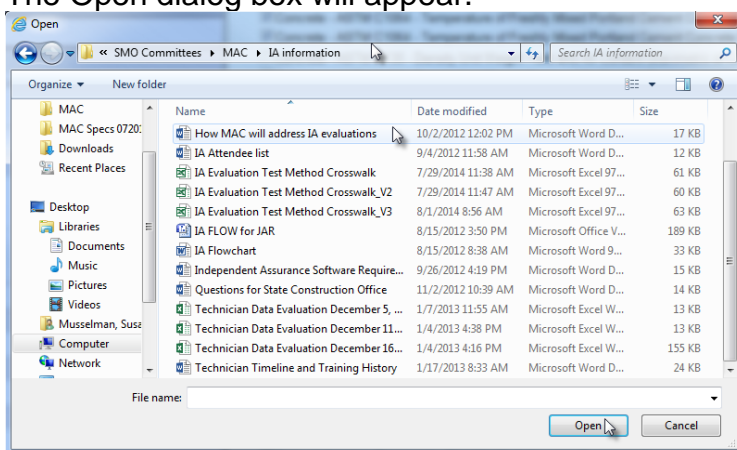 The Open dialog box will appear.
Open
« SMO Committees ▸ MAC ▸ IA information
Search IA information
Organize ▾ New folder
Name Date modified Type Size
MAC
MAC Specs 0720:
Downloads
Recent Places
Desktop
Libraries
Documents
Music
Pictures
Videos
Musselman, Susa
Computer
Network
How MAC will address IA evaluations 10/2/2012 12:02 PM Microsoft Word D... 17 KB
IA Attendee list 9/4/2012 11:58 AM Microsoft Word D... 12 KB
IA Evaluation Test Method Crosswalk 7/29/2014 11:38 AM Microsoft Excel 97... 61 KB
IA Evaluation Test Method Crosswalk_V2 7/29/2014 11:47 AM Microsoft Excel 97... 60 KB
IA Evaluation Test Method Crosswalk_V3 8/1/2014 8:56 AM Microsoft Excel 97... 63 KB
IA FLOW for JAR 8/15/2012 3:50 PM Microsoft Office V... 189 KB
IA Flowchart 8/15/2012 8:38 AM Microsoft Word 9... 33 KB
Independent Assurance Software Require... 9/26/2012 4:19 PM Microsoft Word D... 15 KB
Questions for State Construction Office 11/2/2012 10:39 AM Microsoft Word D... 14 KB
Technician Data Evaluation December 5, ... 1/7/2013 11:55 AM Microsoft Excel W... 13 KB
Technician Data Evaluation December 11... 1/4/2013 4:38 PM Microsoft Excel W... 13 KB
Technician Data Evaluation December 16... 1/4/2013 4:16 PM Microsoft Excel W... 155 KB
Technician Timeline and Training History 1/17/2013 8:33 AM Microsoft Word D... 24 KB
File name:
Open Cancel